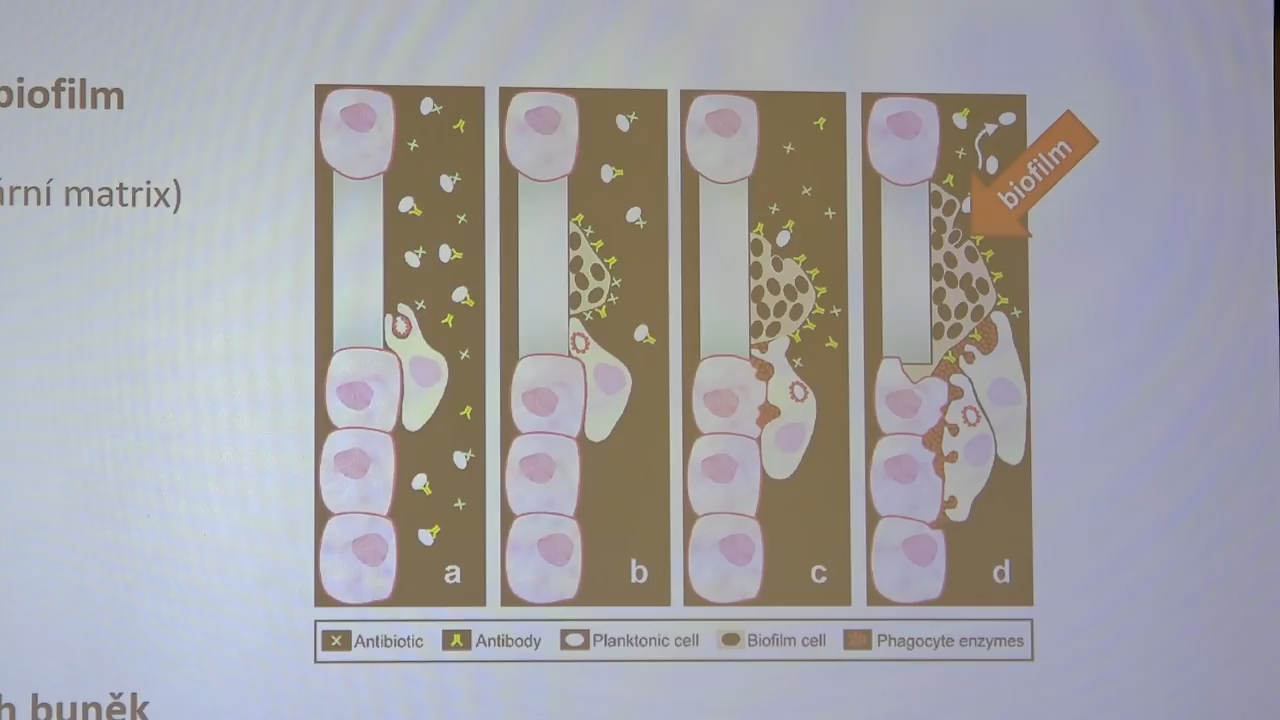 biofilm
ární matrix)
biofilm
a
b
c
d
Antibiotic
Antibody
Planktonic cell
Biofilm cell
Phagocyte enzymes
h buněk